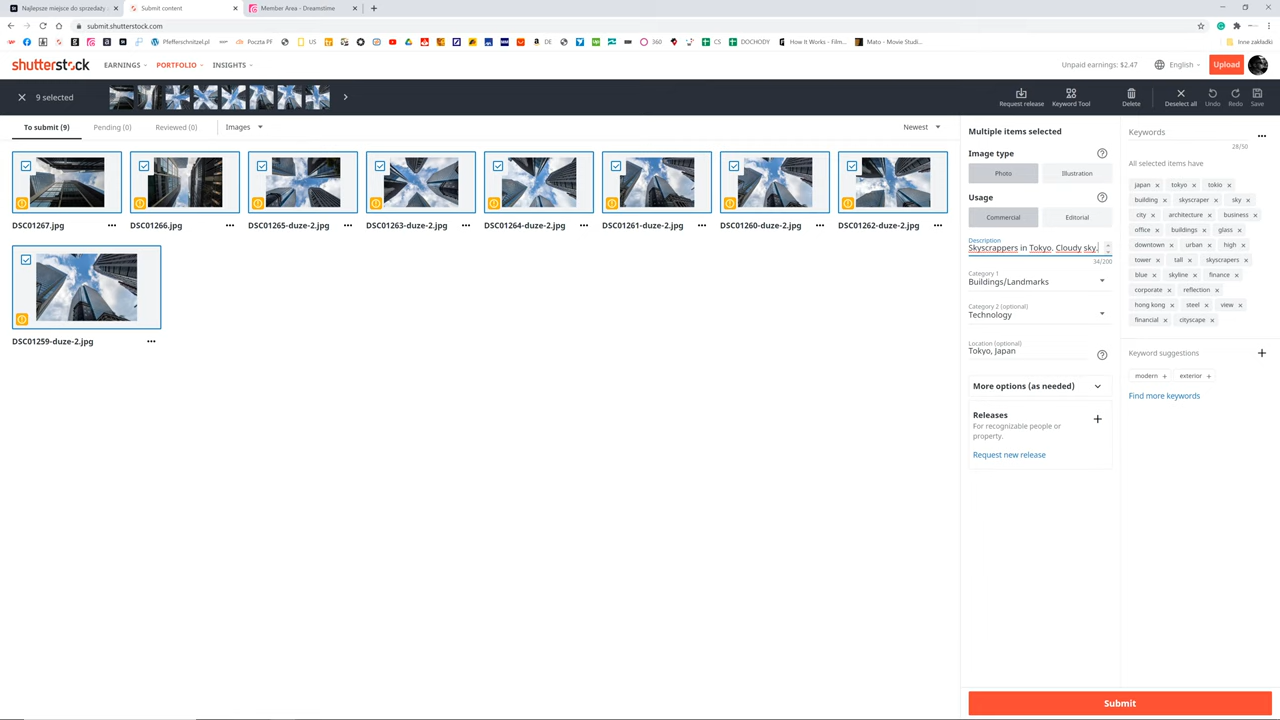 Najlepsze miejsce do sprzedaży
Submit content
Member Area - Dreamstime
submit.shutterstock.com
Pfefferschnitzel.pl
Poczta PF
US
DE
360
CS
DOCHODY
How It Works - Film...
Mato - Movie Studi...
Inne zakładki
shutterstock
EARNINGS
PORTFOLIO
INSIGHTS
Unpaid earnings: $2.47
English
Upload
9 selected
Request release
Keyword Tool
Delete
Deselect all
Undo
Redo
Save
To submit (9)
Pending (0)
Reviewed (0)
Images
Newest
DSC01267.jpg
DSC01266.jpg
DSC01265-duze-2.jpg
DSC01263-duze-2.jpg
DSC01264-duze-2.jpg
DSC01261-duze-2.jpg
DSC01260-duze-2.jpg
DSC01262-duze-2.jpg
DSC01259-duze-2.jpg
Multiple items selected
Image type
Photo
Illustration
Usage
Commercial
Editorial
Description
Skyscrappers in Tokyo. Cloudy sky.
34/200
Category 1
Buildings/Landmarks
Category 2 (optional)
Technology
Location (optional)
Tokyo, Japan
More options (as needed)
Releases
For recognizable people or
property.
Request new release
Keywords
28/50
All selected items have
japan × tokyo × tokio ×
building × skyscraper × sky ×
city × architecture × business ×
office × buildings × glass ×
downtown × urban × high ×
tower × tall × skyscrapers ×
blue × skyline × finance ×
corporate × reflection ×
hong kong × steel × view ×
financial × cityscape ×
Keyword suggestions
modern + exterior +
Find more keywords
Submit